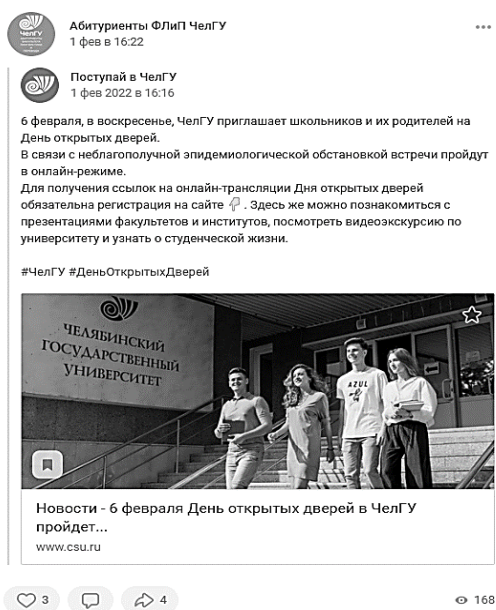 Абитуриенты ФЛиП ЧелГУ
1 фев в 16:22
Поступай в ЧелГУ
1 фев 2022 в 16:16
6 февраля, в воскресенье, ЧелГУ приглашает школьников и их родителей на
День открытых дверей.
В связи с неблагополучной эпидемиологической обстановкой встречи пройдут
в онлайн-режиме.
Для получения ссылок на онлайн-трансляции Дня открытых дверей
обязательна регистрация на сайте 👇 . Здесь же можно познакомиться с
презентациями факультетов и институтов, посмотреть видеоэкскурсию по
университету и узнать о студенческой жизни.
#ЧелГУ #ДеньОткрытыхДверей
ЧЕЛЯБИНСКИЙ
ГОСУДАРСТВЕННЫЙ
УНИВЕРСИТЕТ
AZUL
Новости - 6 февраля День открытых дверей в ЧелГУ
пройдет...
www.csu.ru
3
4
168